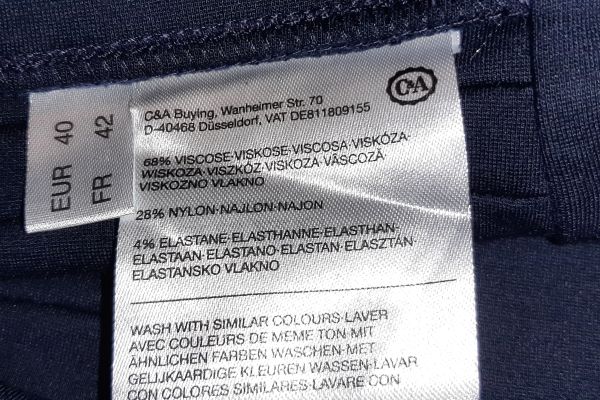 EUR 40
FR 42
C&A
C&A Buying, Wanheimer Str. 70
D-40468 Düsseldorf, VAT DE811809155
68% VISCOSE·VISKOSE·VISCOSA·VISKÓZA·
WISKOZA·VISZKÓZ·VISKOZA·VÂSCOZĂ
VISKOZNO VLAKNO
28% NYLON·NAJLON·NAJON
4% ELASTANE·ELASTHANNE·ELASTHAN·
ELASTAAN·ELASTANO·ELASTAN·ELASZTÁN·
ELASTANSKO VLAKNO
WASH WITH SIMILAR COLOURS·LAVER
AVEC COULEURS DE MEME TON·MIT
ÄHNLICHEN FARBEN WASCHEN·MET
GELIJKAARDIGE KLEUREN WASSEN·LAVAR
CON COLORES SIMILARES·LAVARE CON